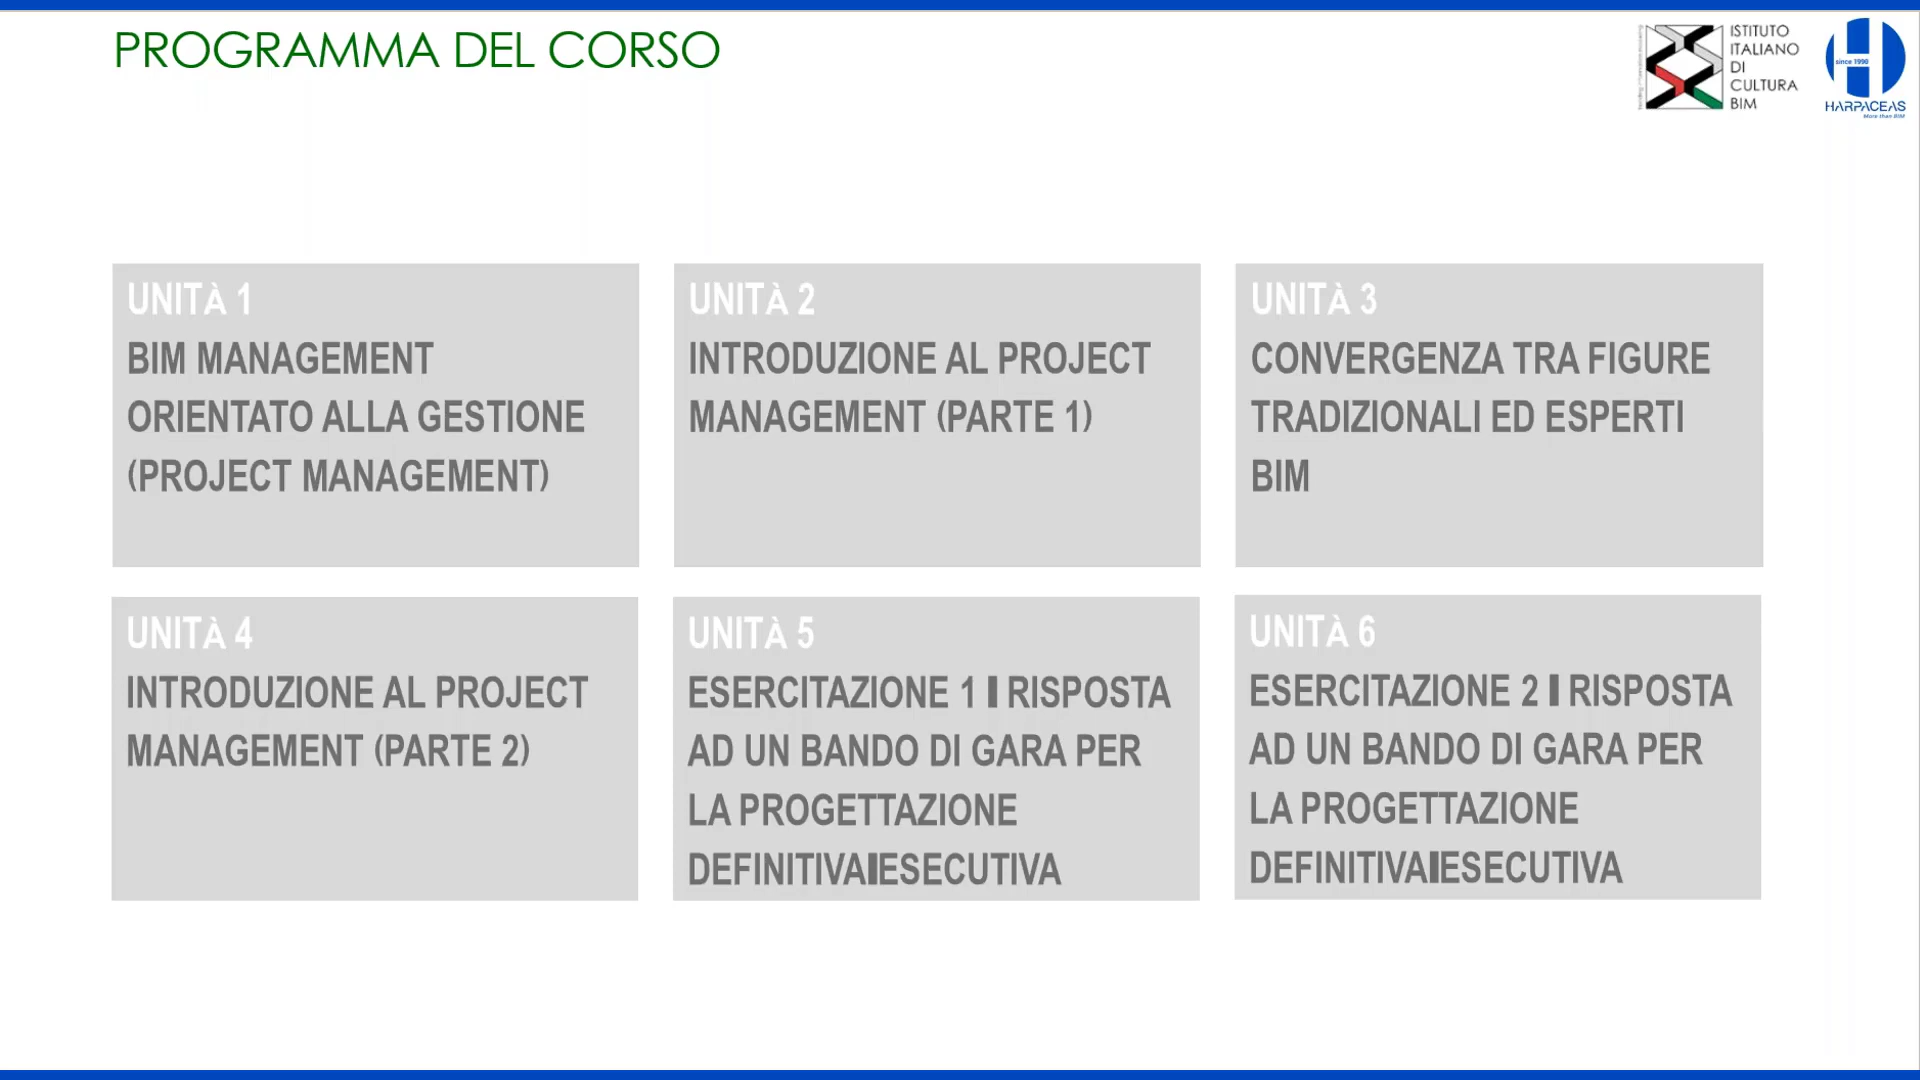 PROGRAMMA DEL CORSO
ISTITUTO
ITALIANO
DI
CULTURA
BIM
since 1990
HARPACEAS
More than BIM
UNITÀ 1
BIM MANAGEMENT
ORIENTATO ALLA GESTIONE
(PROJECT MANAGEMENT)
UNITÀ 2
INTRODUZIONE AL PROJECT
MANAGEMENT (PARTE 1)
UNITÀ 3
CONVERGENZA TRA FIGURE
TRADIZIONALI ED ESPERTI
BIM
UNITÀ 4
INTRODUZIONE AL PROJECT
MANAGEMENT (PARTE 2)
UNITÀ 5
ESERCITAZIONE 1 I RISPOSTA
AD UN BANDO DI GARA PER
LA PROGETTAZIONE
DEFINITIVAIESECUTIVA
UNITÀ 6
ESERCITAZIONE 2 I RISPOSTA
AD UN BANDO DI GARA PER
LA PROGETTAZIONE
DEFINITIVAIESECUTIVA